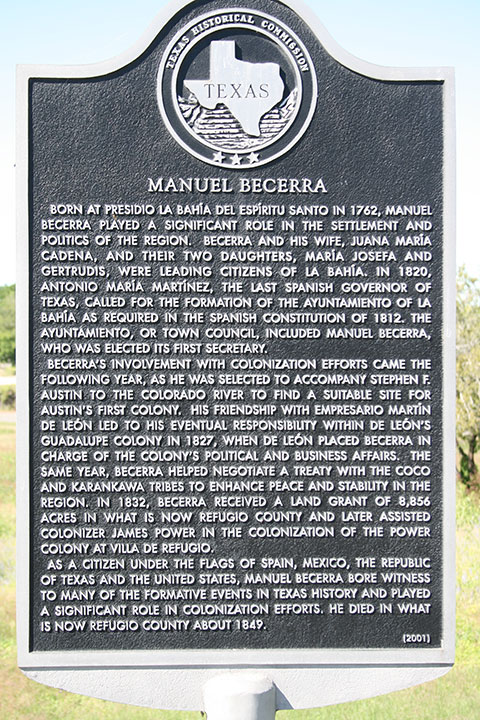 TEXAS HISTORICAL COMMISSION
TEXAS
MANUEL BECERRA
BORN AT PRESIDIO LA BAHÍA DEL ESPÍRITU SANTO IN 1762, MANUEL
BECERRA PLAYED A SIGNIFICANT ROLE IN THE SETTLEMENT AND
POLITICS OF THE REGION. BECERRA AND HIS WIFE, JUANA MARÍA
CADENA, AND THEIR TWO DAUGHTERS, MARÍA JOSEFA AND
GERTRUDIS, WERE LEADING CITIZENS OF LA BAHÍA. IN 1820,
ANTONIO MARÍA MARTÍNEZ, THE LAST SPANISH GOVERNOR OF
TEXAS, CALLED FOR THE FORMATION OF THE AYUNTAMIENTO OF LA
BAHÍA AS REQUIRED IN THE SPANISH CONSTITUTION OF 1812. THE
AYUNTAMIENTO, OR TOWN COUNCIL, INCLUDED MANUEL BECERRA,
WHO WAS ELECTED ITS FIRST SECRETARY.
BECERRA'S INVOLVEMENT WITH COLONIZATION EFFORTS CAME THE
FOLLOWING YEAR, AS HE WAS SELECTED TO ACCOMPANY STEPHEN F.
AUSTIN TO THE COLORADO RIVER TO FIND A SUITABLE SITE FOR
AUSTIN'S FIRST COLONY. HIS FRIENDSHIP WITH EMPRESARIO MARTÍN
DE LEÓN LED TO HIS EVENTUAL RESPONSIBILITY WITHIN DE LEÓN'S
GUADALUPE COLONY IN 1827, WHEN DE LEÓN PLACED BECERRA IN
CHARGE OF THE COLONY'S POLITICAL AND BUSINESS AFFAIRS. THE
SAME YEAR, BECERRA HELPED NEGOTIATE A TREATY WITH THE COCO
AND KARANKAWA TRIBES TO ENHANCE PEACE AND STABILITY IN THE
REGION. IN 1832, BECERRA RECEIVED A LAND GRANT OF 8,856
ACRES IN WHAT IS NOW REFUGIO COUNTY AND LATER ASSISTED
COLONIZER JAMES POWER IN THE COLONIZATION OF THE POWER
COLONY AT VILLA DE REFUGIO.
AS A CITIZEN UNDER THE FLAGS OF SPAIN, MEXICO, THE REPUBLIC
OF TEXAS AND THE UNITED STATES, MANUEL BECERRA BORE WITNESS
TO MANY OF THE FORMATIVE EVENTS IN TEXAS HISTORY AND PLAYED
A SIGNIFICANT ROLE IN COLONIZATION EFFORTS. HE DIED IN WHAT
IS NOW REFUGIO COUNTY ABOUT 1849.
(2001)